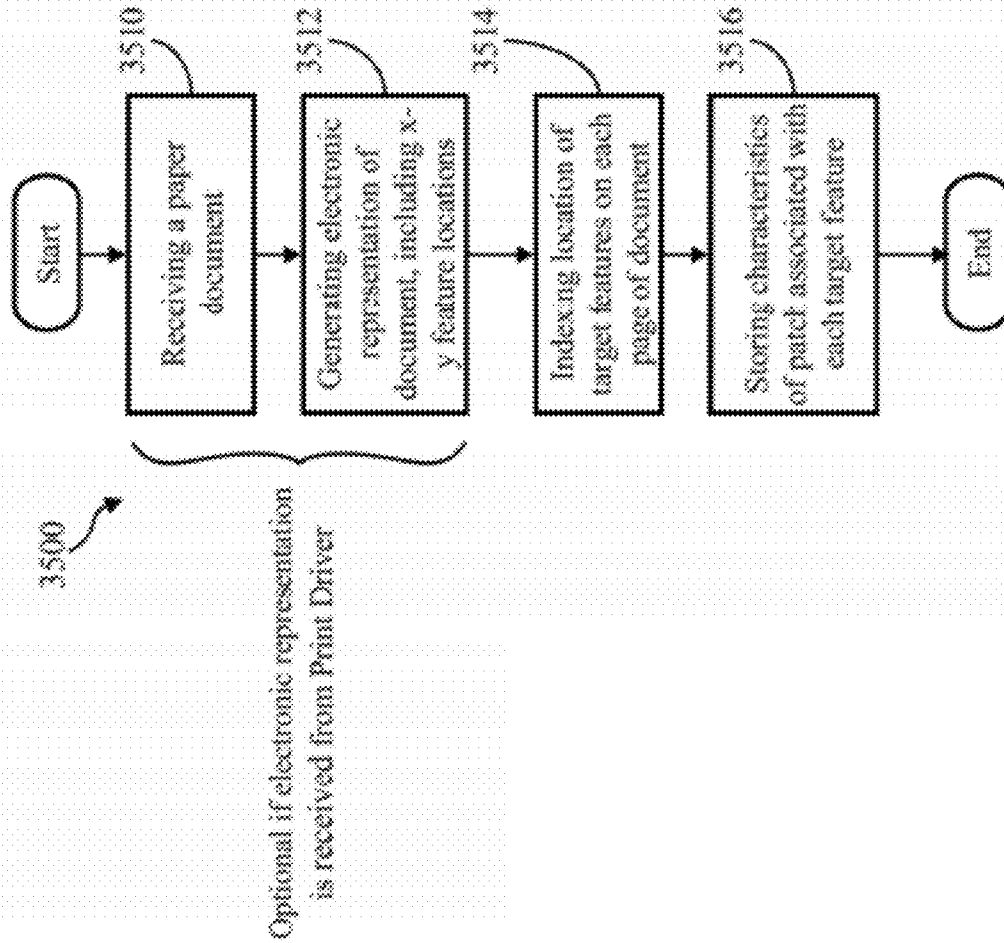 3500
Start
Receiving a paper
document
3510
Optional if electronic representation
is received from Print Driver
Generating electronic
representation of
document, including x-
y feature locations
3512
Indexing location of
target features on each
page of document
3514
Storing characteristics
of patch associated with
each target feature
3516
End